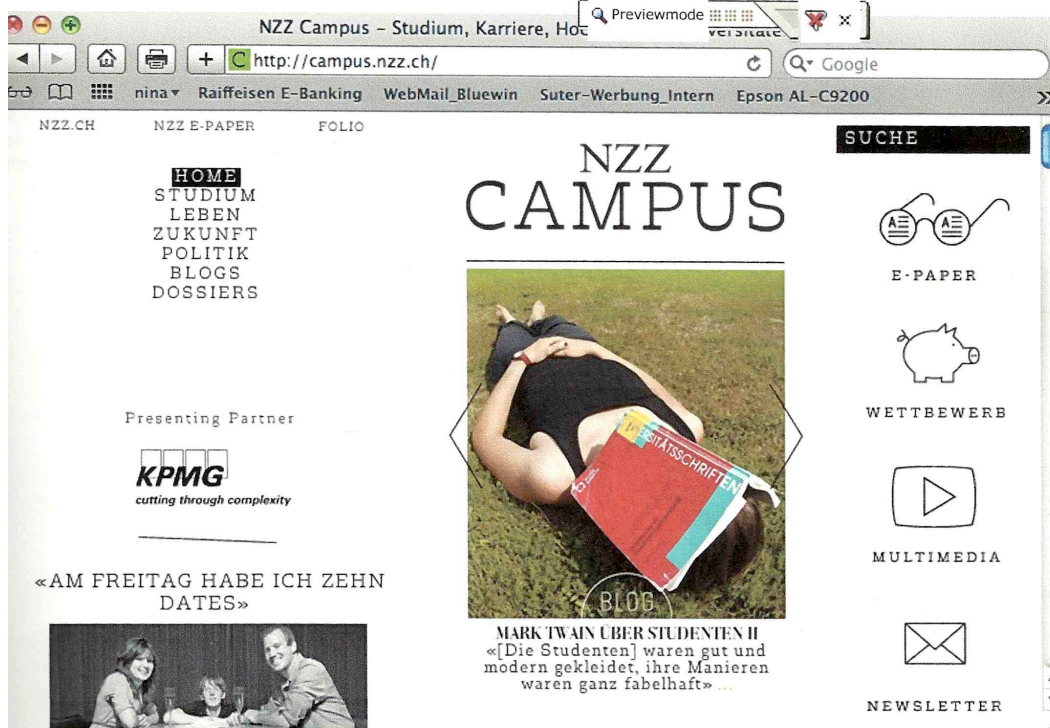 Previewmode
NZZ Campus – Studium, Karriere, Hoc
versitäte
http://campus.nzz.ch/
Google
nina
Raiffeisen E-Banking
WebMail_Bluewin
Suter-Werbung_Intern
Epson AL-C9200
NZZ.CH
NZZ E-PAPER
FOLIO
HOME
STUDIUM
LEBEN
ZUKUNFT
POLITIK
BLOGS
DOSSIERS
Presenting Partner
KPMG
cutting through complexity
«AM FREITAG HABE ICH ZEHN
DATES»
NZZ
CAMPUS
ERSITÄTSSCHRIFTEN
BLOG
MARK TWAIN ÜBER STUDENTEN II
«[Die Studenten] waren gut und
modern gekleidet, ihre Manieren
waren ganz fabelhaft» ...
SUCHE
E-PAPER
WETTBEWERB
MULTIMEDIA
NEWSLETTER